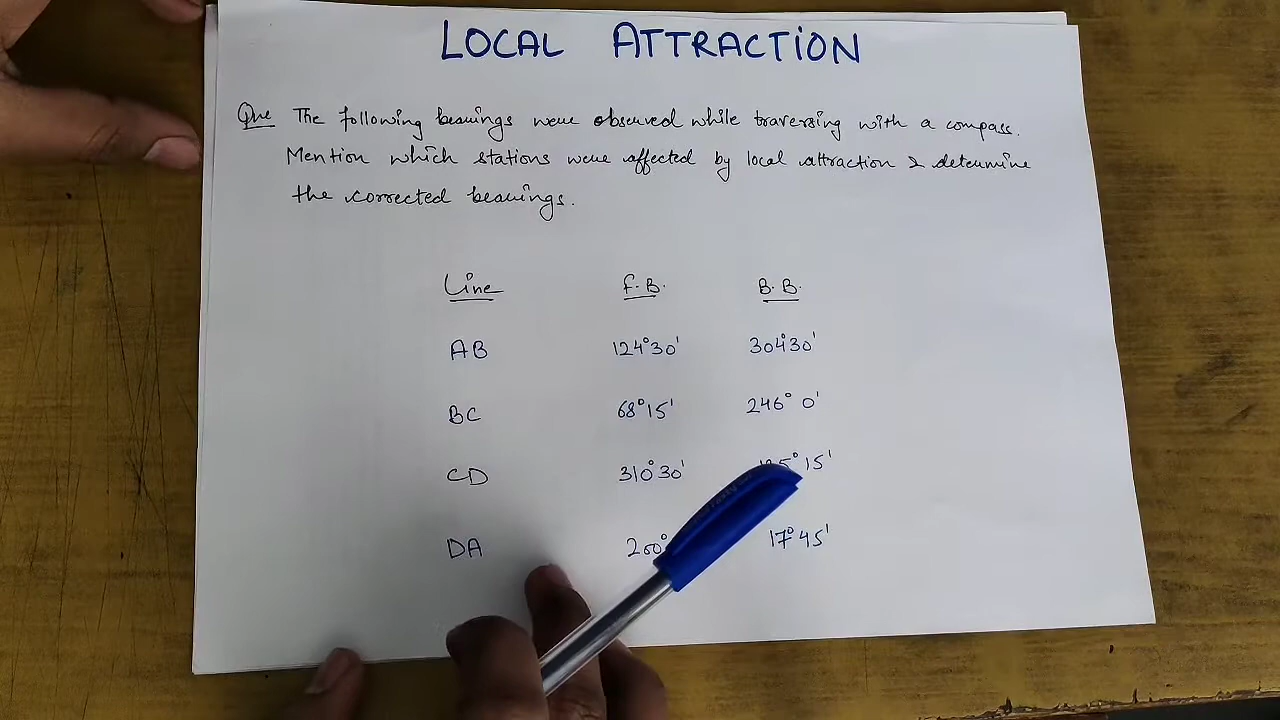 LOCAL ATTRACTION
Que The following bearings were observed while traversing with a compass.
Mention which stations were affected by local attraction & determine
the corrected bearings.
Line F.B. B.B.
AB 124°30' 304°30'
BC 68°15' 246° 0'
CD 310°30' 15'
DA 200° 17°45'